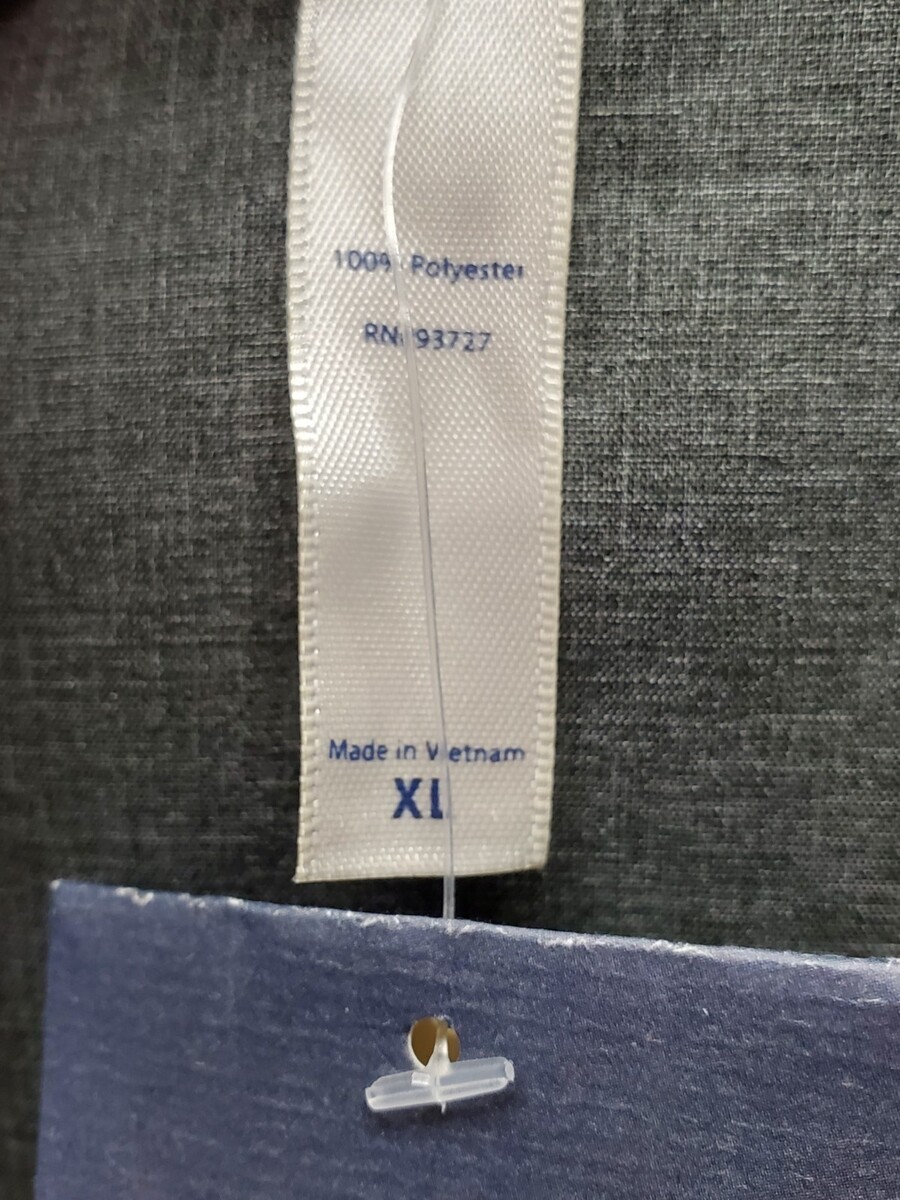 100% Polyester
RN# 93727
Made in Vietnam
XL